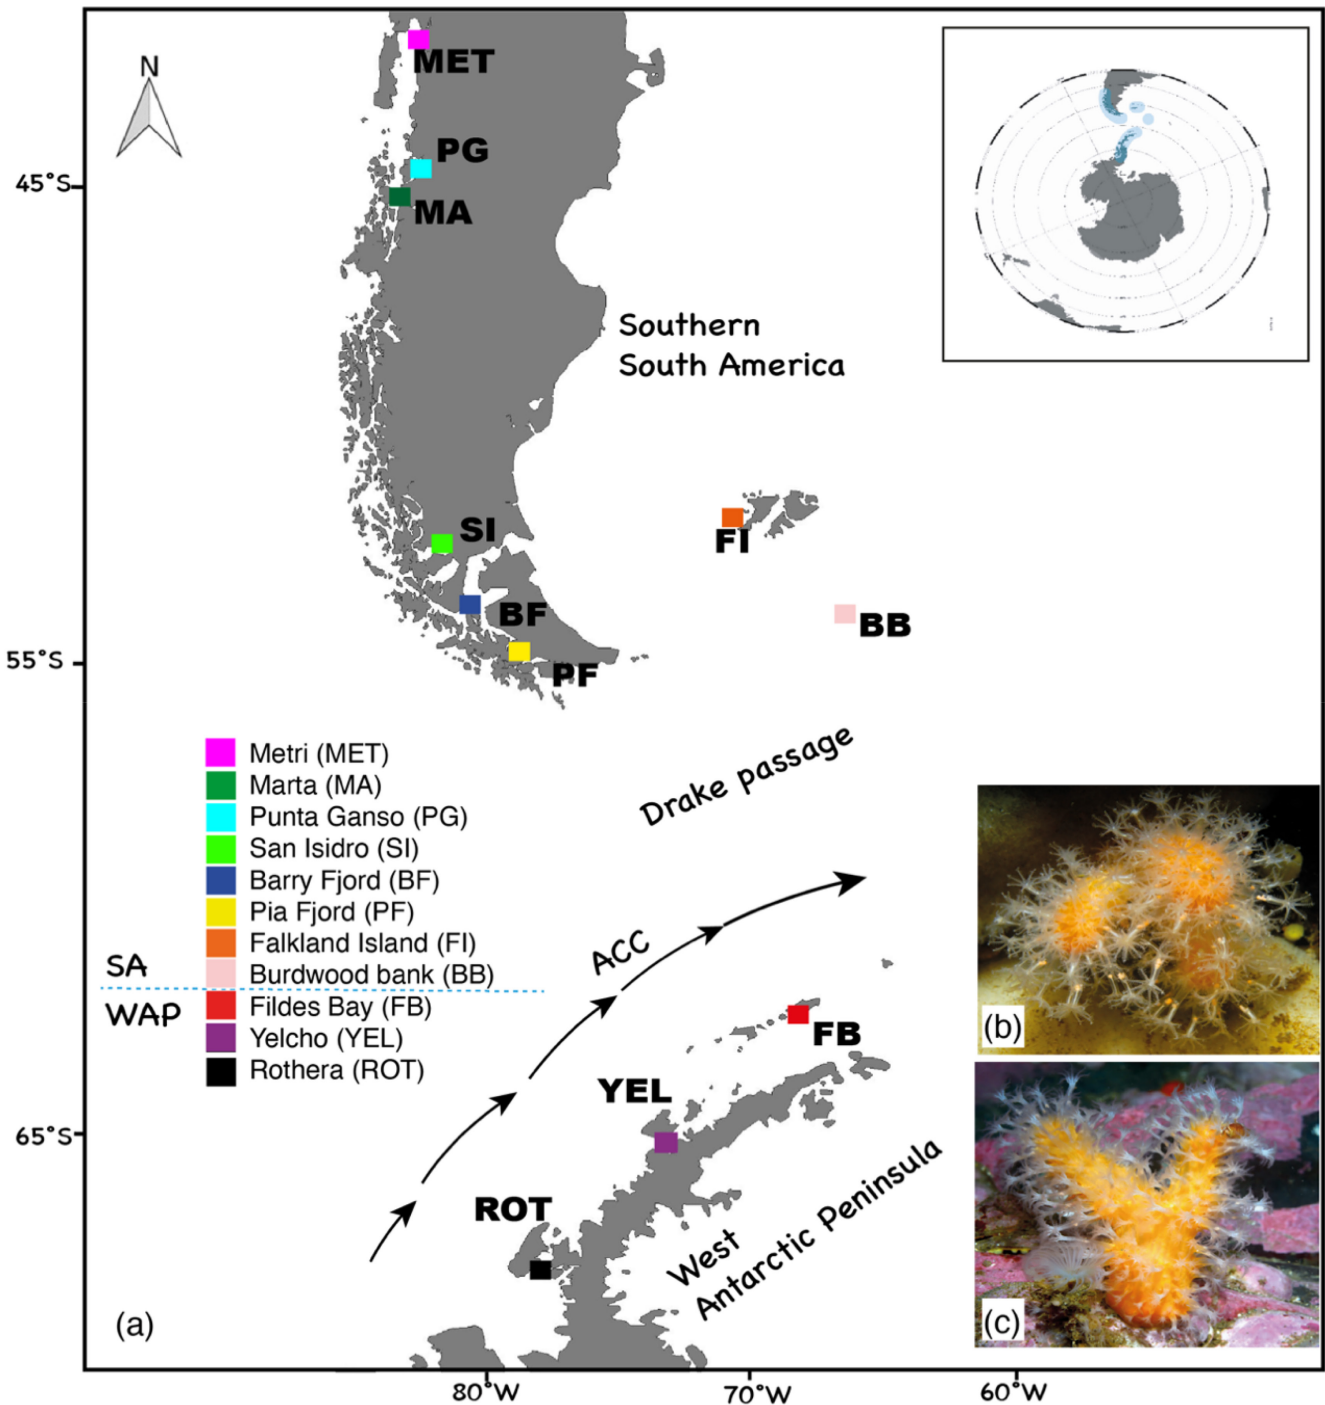 N
MET
PG
45°S
MA
Southern
South America
SI
FI
BF
BB
55°S
PF
Drake passage
Metri (MET)
Marta (MA)
Punta Ganso (PG)
San Isidro (SI)
Barry Fjord (BF)
Pia Fjord (PF)
Falkland Island (FI)
Burdwood bank (BB)
Fildes Bay (FB)
Yelcho (YEL)
Rothera (ROT)
SA
WAP
ACC
FB
YEL
65°S
ROT
West
Antarctic Peninsula
(a)
(b)
(c)
80°W
70°W
60°W